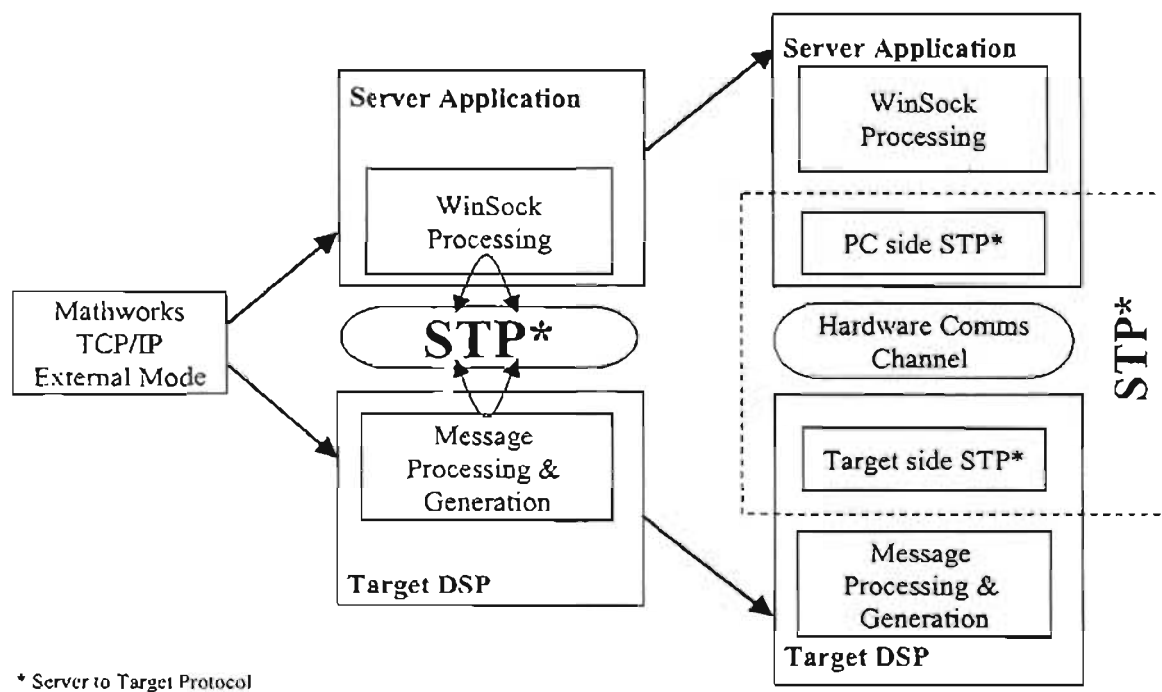 Mathworks
TCP/IP
External Mode
Server Application
WinSock
Processing
STP*
Message
Processing &
Generation
Target DSP
Server Application
WinSock
Processing
PC side STP*
Hardware Comms
Channel
Target side STP*
Message
Processing &
Generation
Target DSP
STP*
* Server to Target Protocol